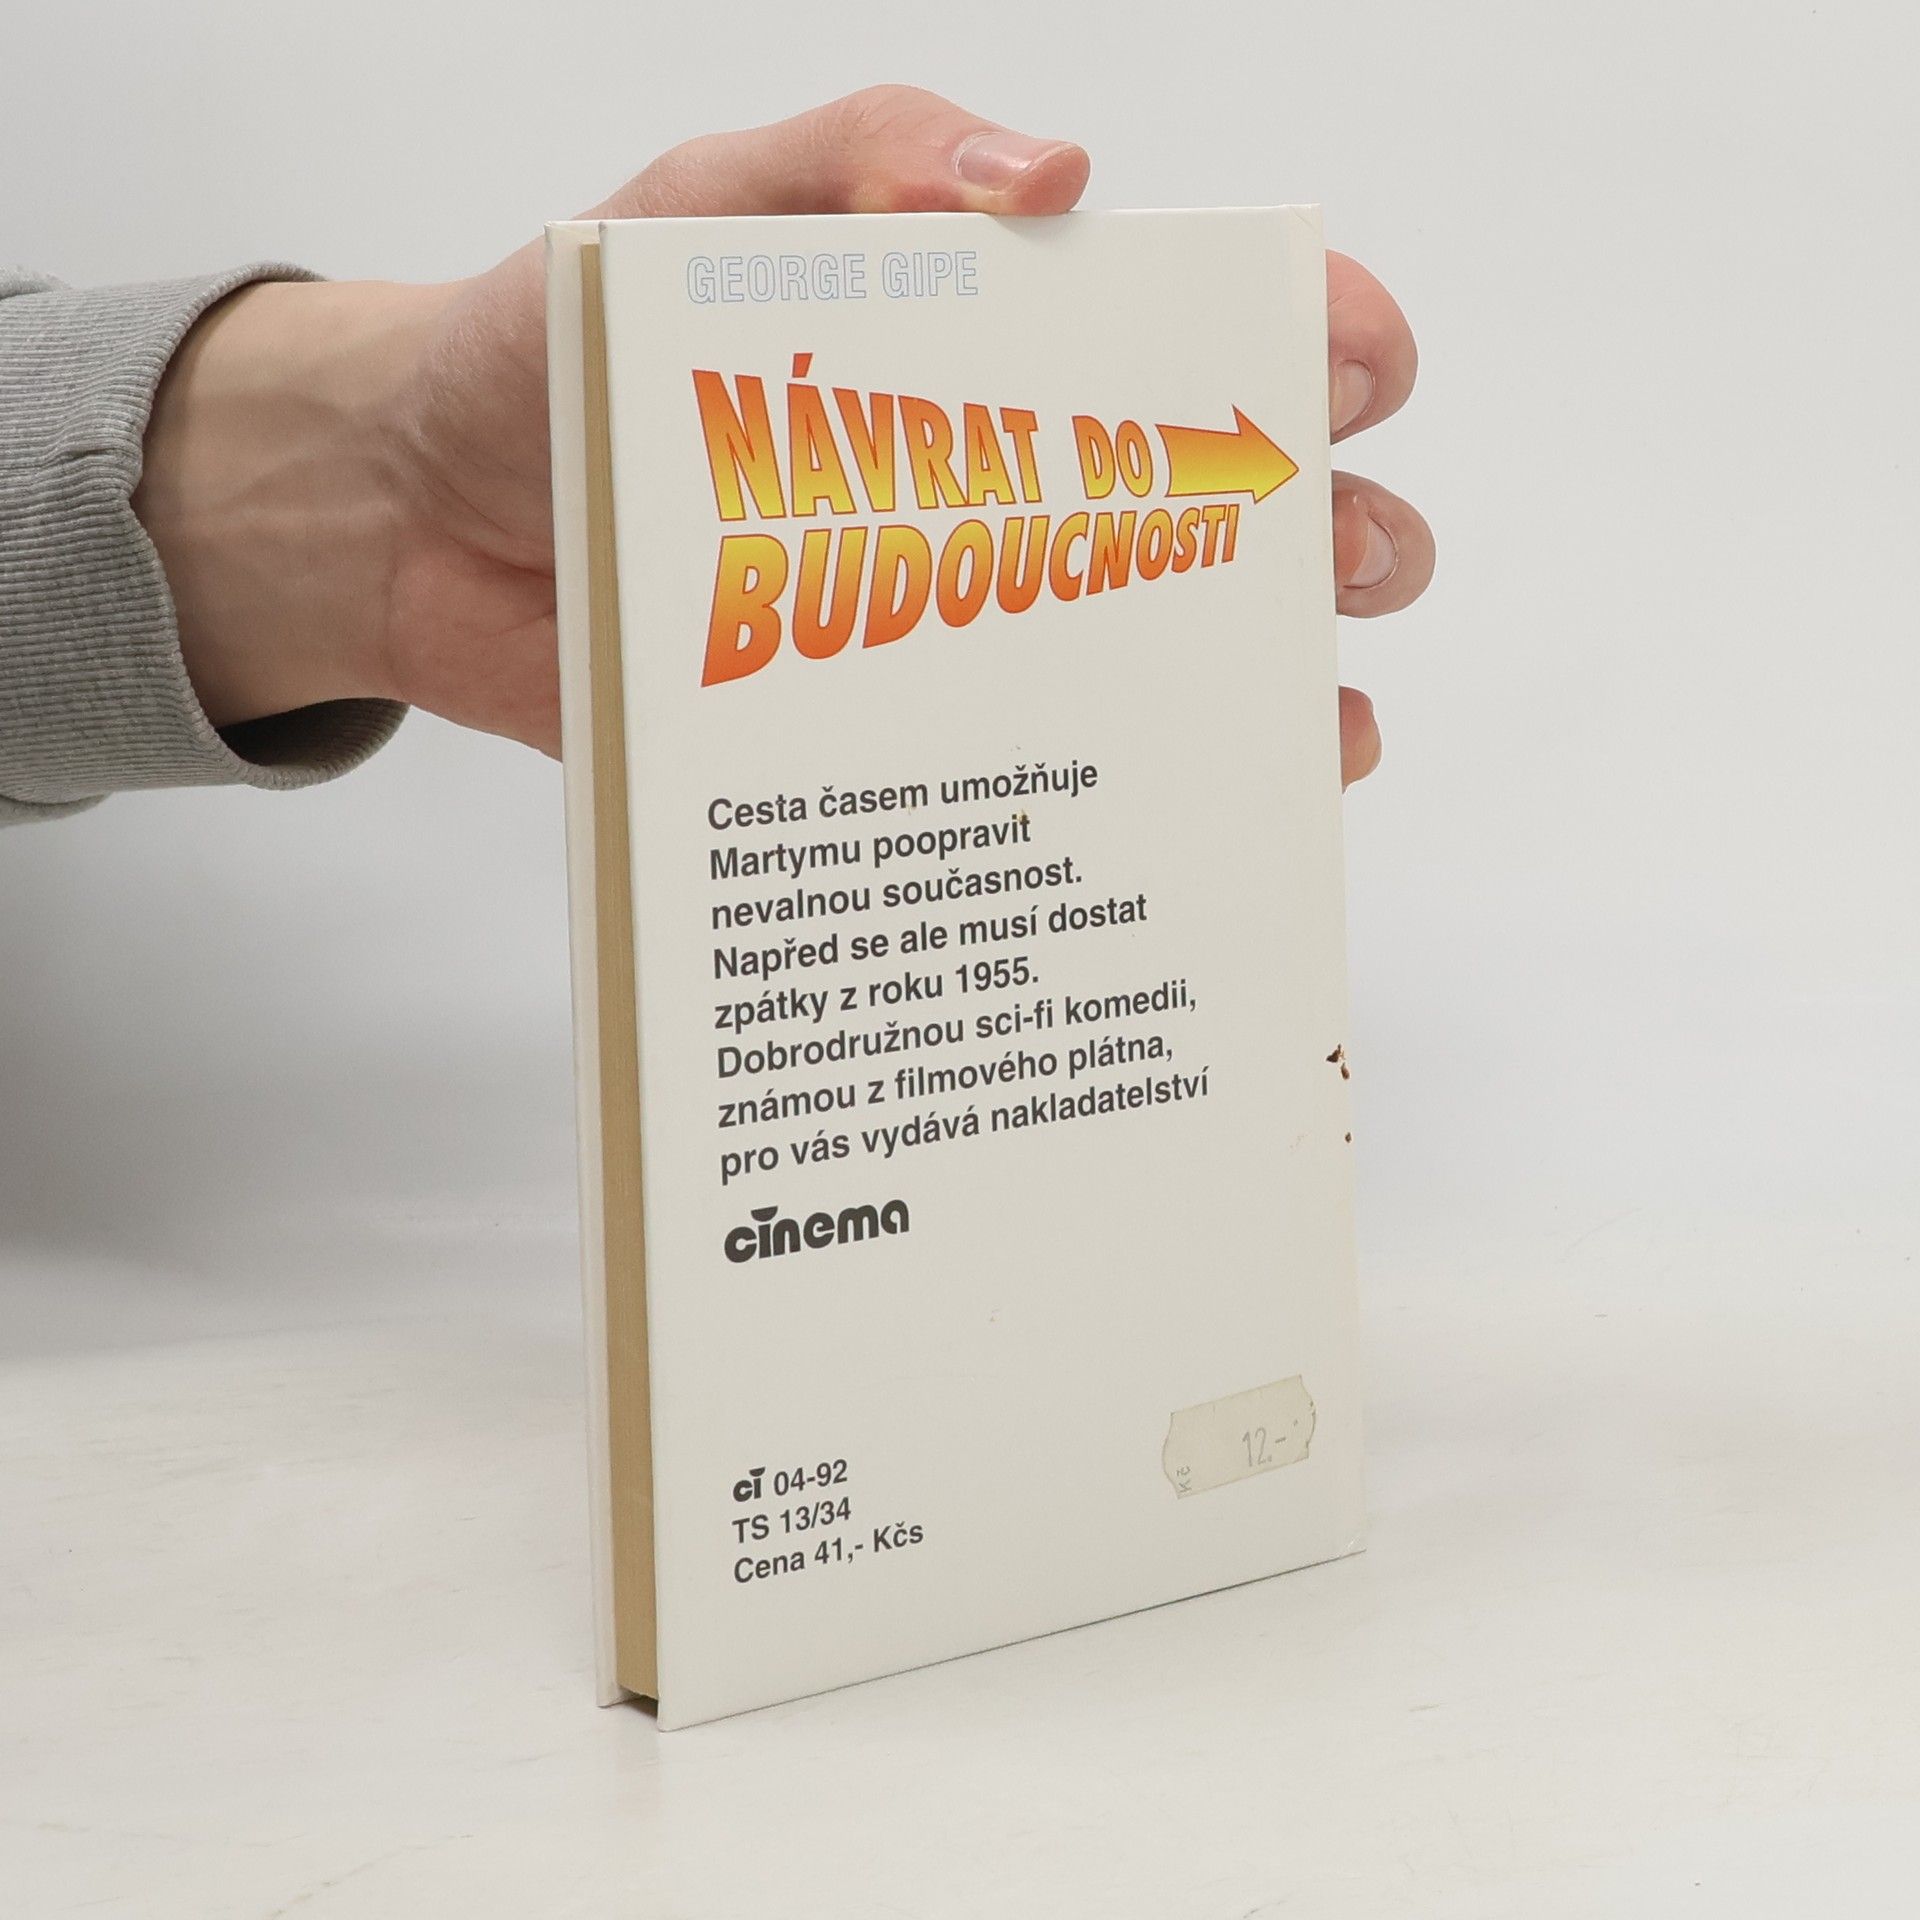 GEORGE GIPE
NÁVRAT DO
BUDOUCNOSTI
Cesta časem umožňuje
Martymu poopravit
nevalnou současnost.
Napřed se ale musí dostat
zpátky z roku 1955.
Dobrodružnou sci-fi komedii,
známou z filmového plátna,
pro vás vydává nakladatelství
cinema
ci 04-92
TS 13/34
Cena 41,- Kčs
Kč 12.-